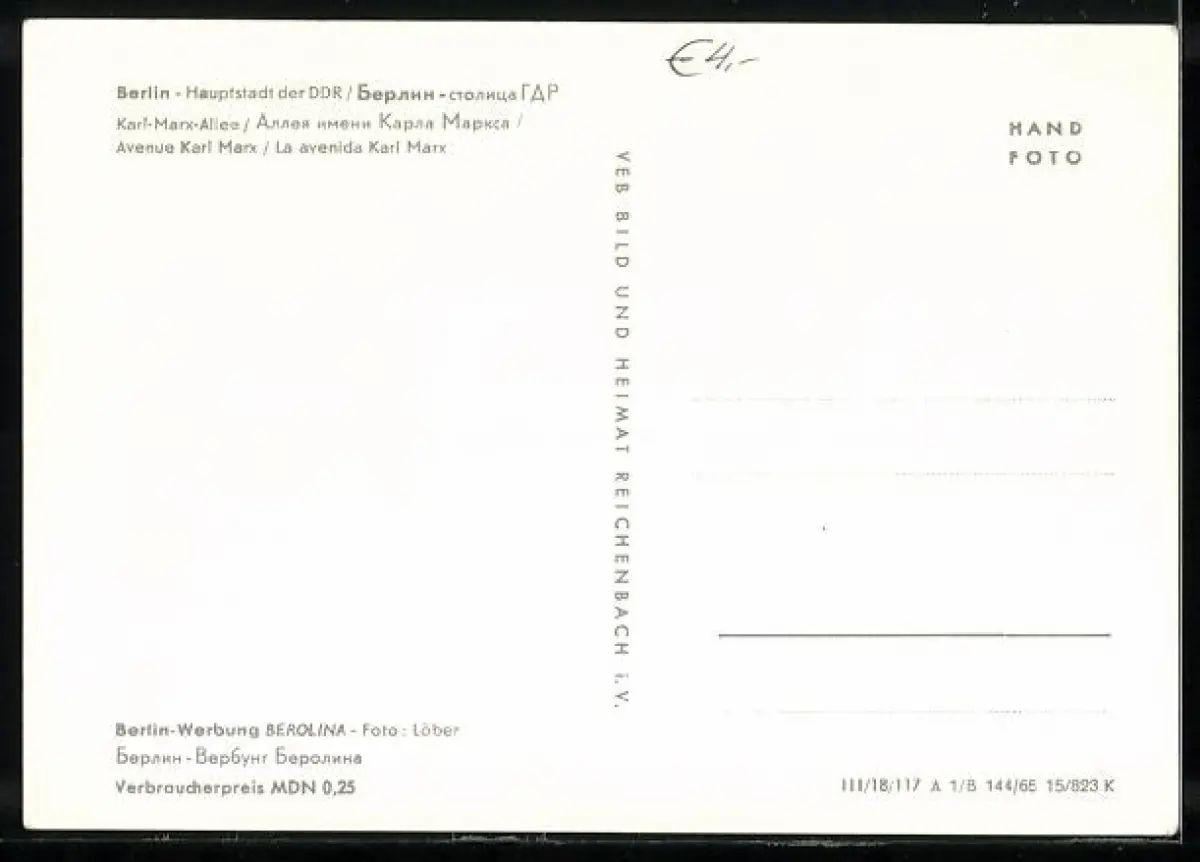 €4,-
Berlin - Hauptstadt der DDR / Берлин - столица ГДР
Karl-Marx-Allee / Аллея имени Карла Маркса /
Avenue Karl Marx / La avenida Karl Marx
HAND
FOTO
VEB BILD UND HEIMAT REICHENBACH i. V.
Berlin-Werbung BEROLINA - Foto: Löber
Берлин - Вербунг Беролина
Verbraucherpreis MDN 0,25
III/18/117 A 1/B 144/65 15/823 K